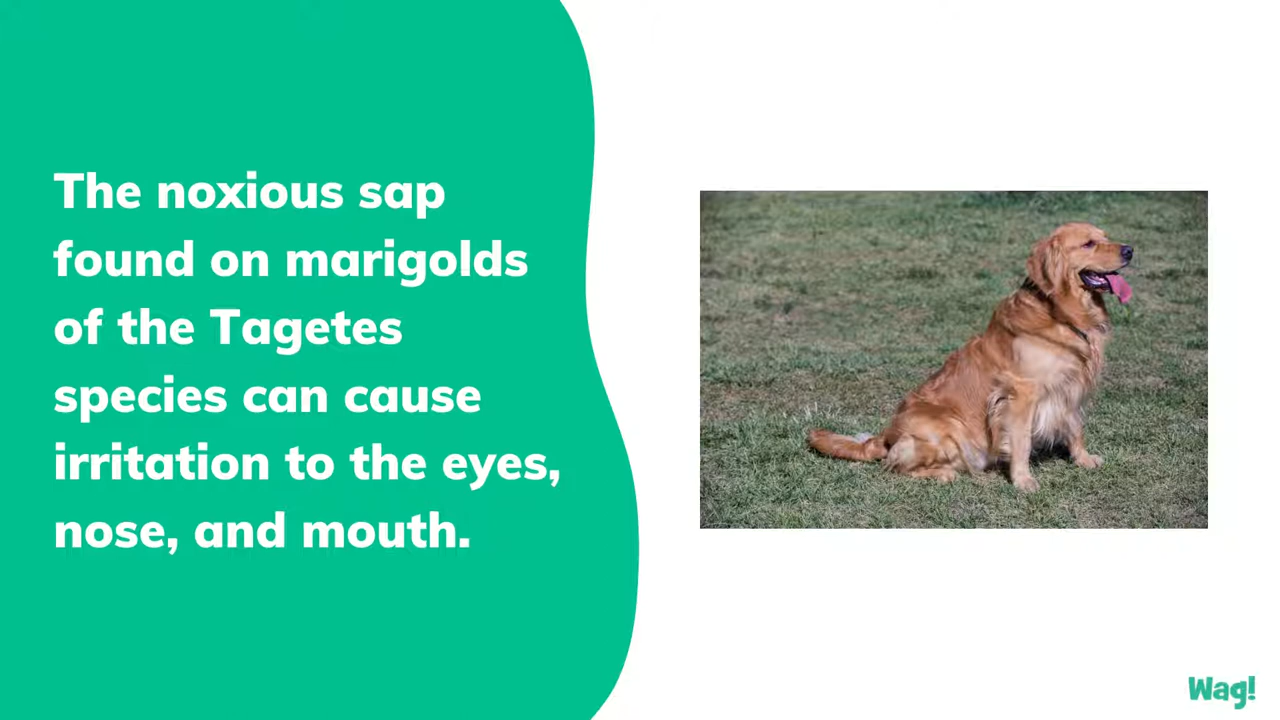 The noxious sap
found on marigolds
of the Tagetes
species can cause
irritation to the eyes,
nose, and mouth.
Wag!